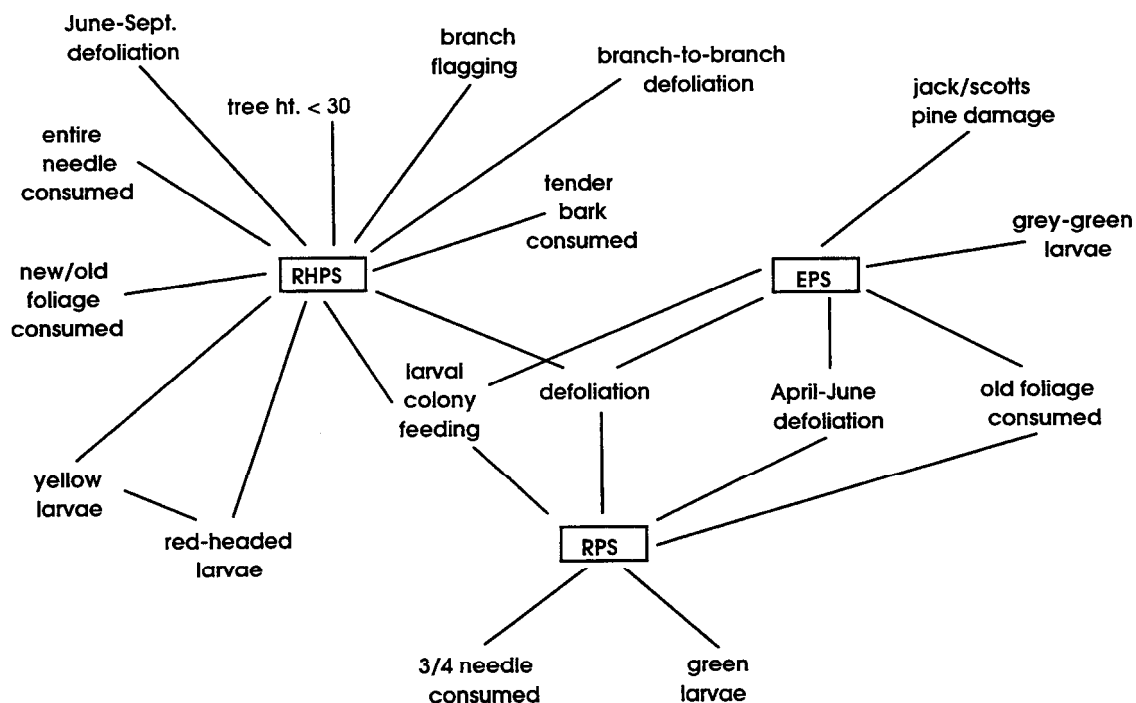 June-Sept.
defoliation
branch
flagging
branch-to-branch
defoliation
jack/scotts
pine damage
tree ht. < 30
entire
needle
consumed
tender
bark
consumed
grey-green
larvae
new/old
foliage
consumed
RHPS
EPS
larval
colony
feeding
defoliation
April-June
defoliation
old foliage
consumed
yellow
larvae
red-headed
larvae
RPS
3/4 needle
consumed
green
larvae